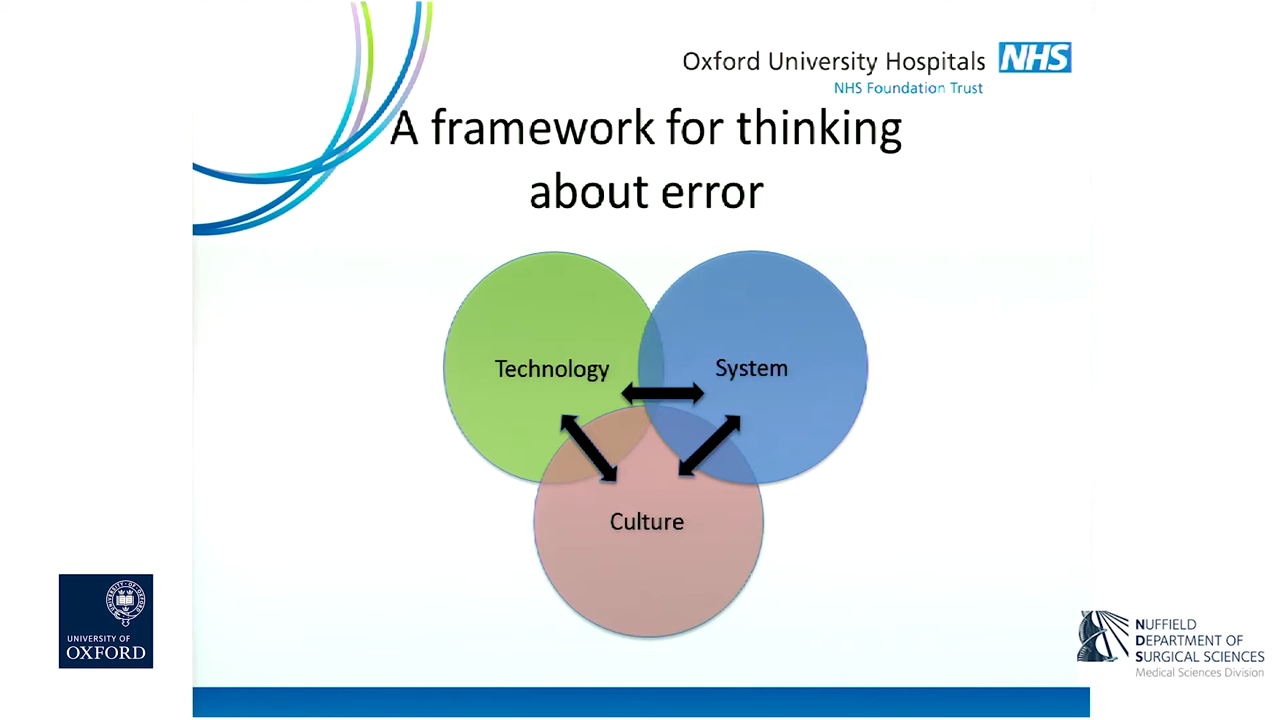 Oxford University Hospitals NHS
NHS Foundation Trust
A framework for thinking
about error
Technology
System
Culture
UNIVERSITY OF
OXFORD
NUFFIELD
DEPARTMENT OF
SURGICAL SCIENCES
Medical Sciences Division